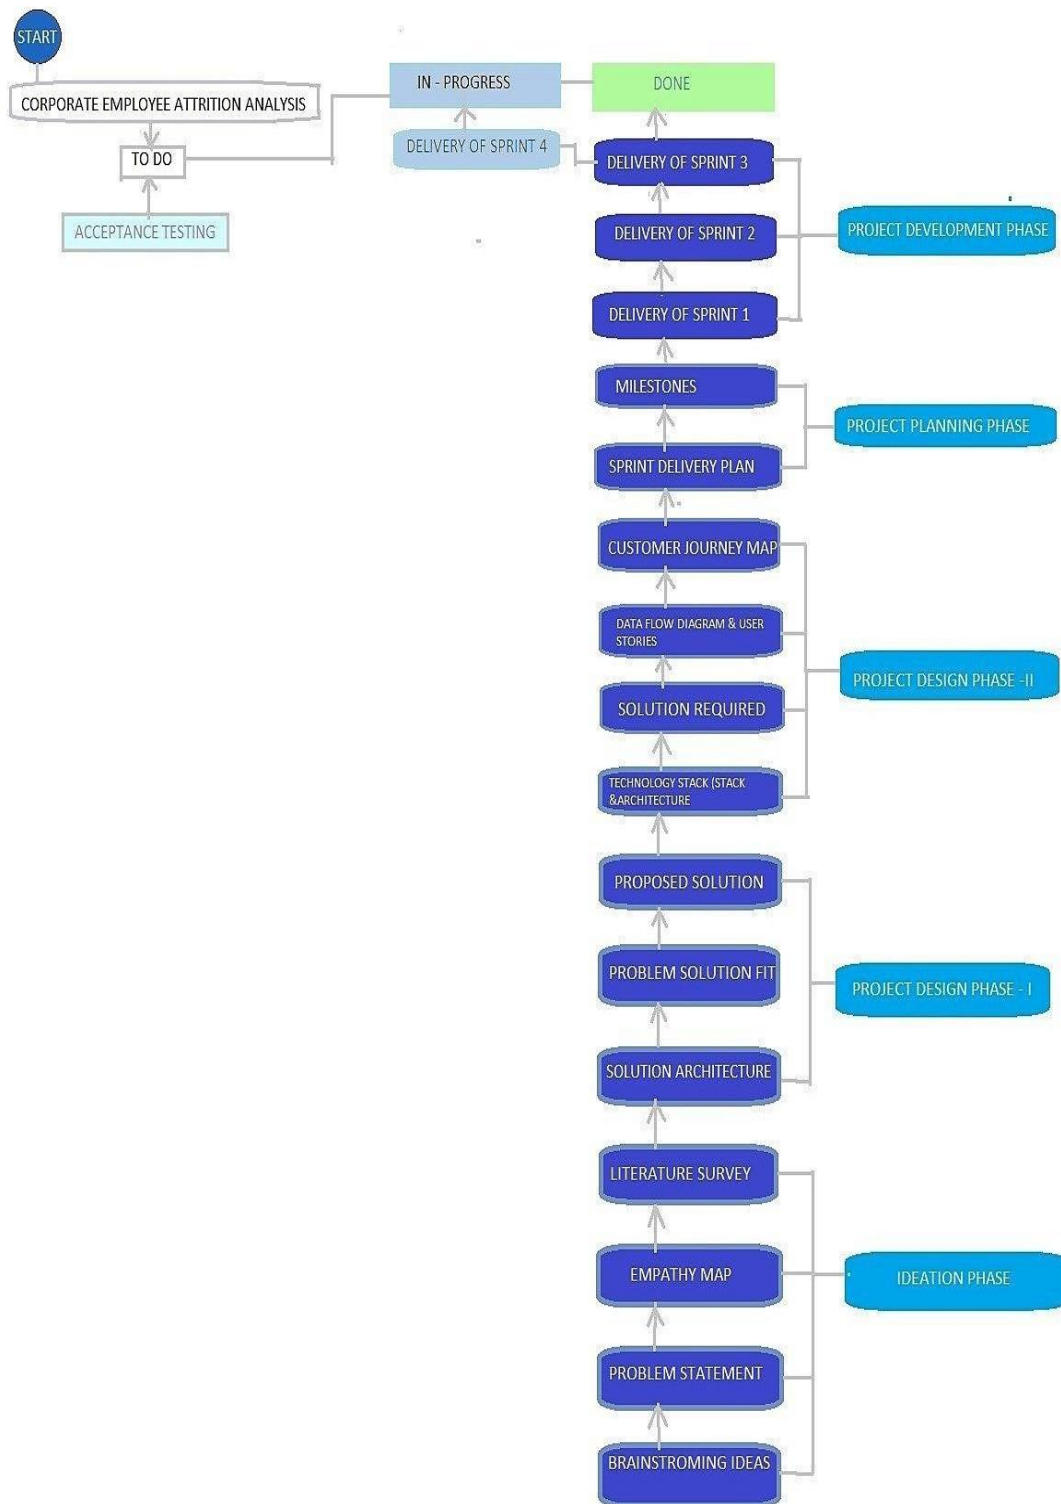 START
CORPORATE EMPLOYEE ATTRITION ANALYSIS
TO DO
ACCEPTANCE TESTING
IN - PROGRESS
DELIVERY OF SPRINT 4
DONE
DELIVERY OF SPRINT 3
DELIVERY OF SPRINT 2
DELIVERY OF SPRINT 1
PROJECT DEVELOPMENT PHASE
MILESTONES
SPRINT DELIVERY PLAN
PROJECT PLANNING PHASE
CUSTOMER JOURNEY MAP
DATA FLOW DIAGRAM & USER
STORIES
SOLUTION REQUIRED
TECHNOLOGY STACK (STACK
&ARCHITECTURE
PROJECT DESIGN PHASE -II
PROPOSED SOLUTION
PROBLEM SOLUTION FIT
SOLUTION ARCHITECTURE
PROJECT DESIGN PHASE - I
LITERATURE SURVEY
EMPATHY MAP
PROBLEM STATEMENT
BRAINSTROMING IDEAS
IDEATION PHASE